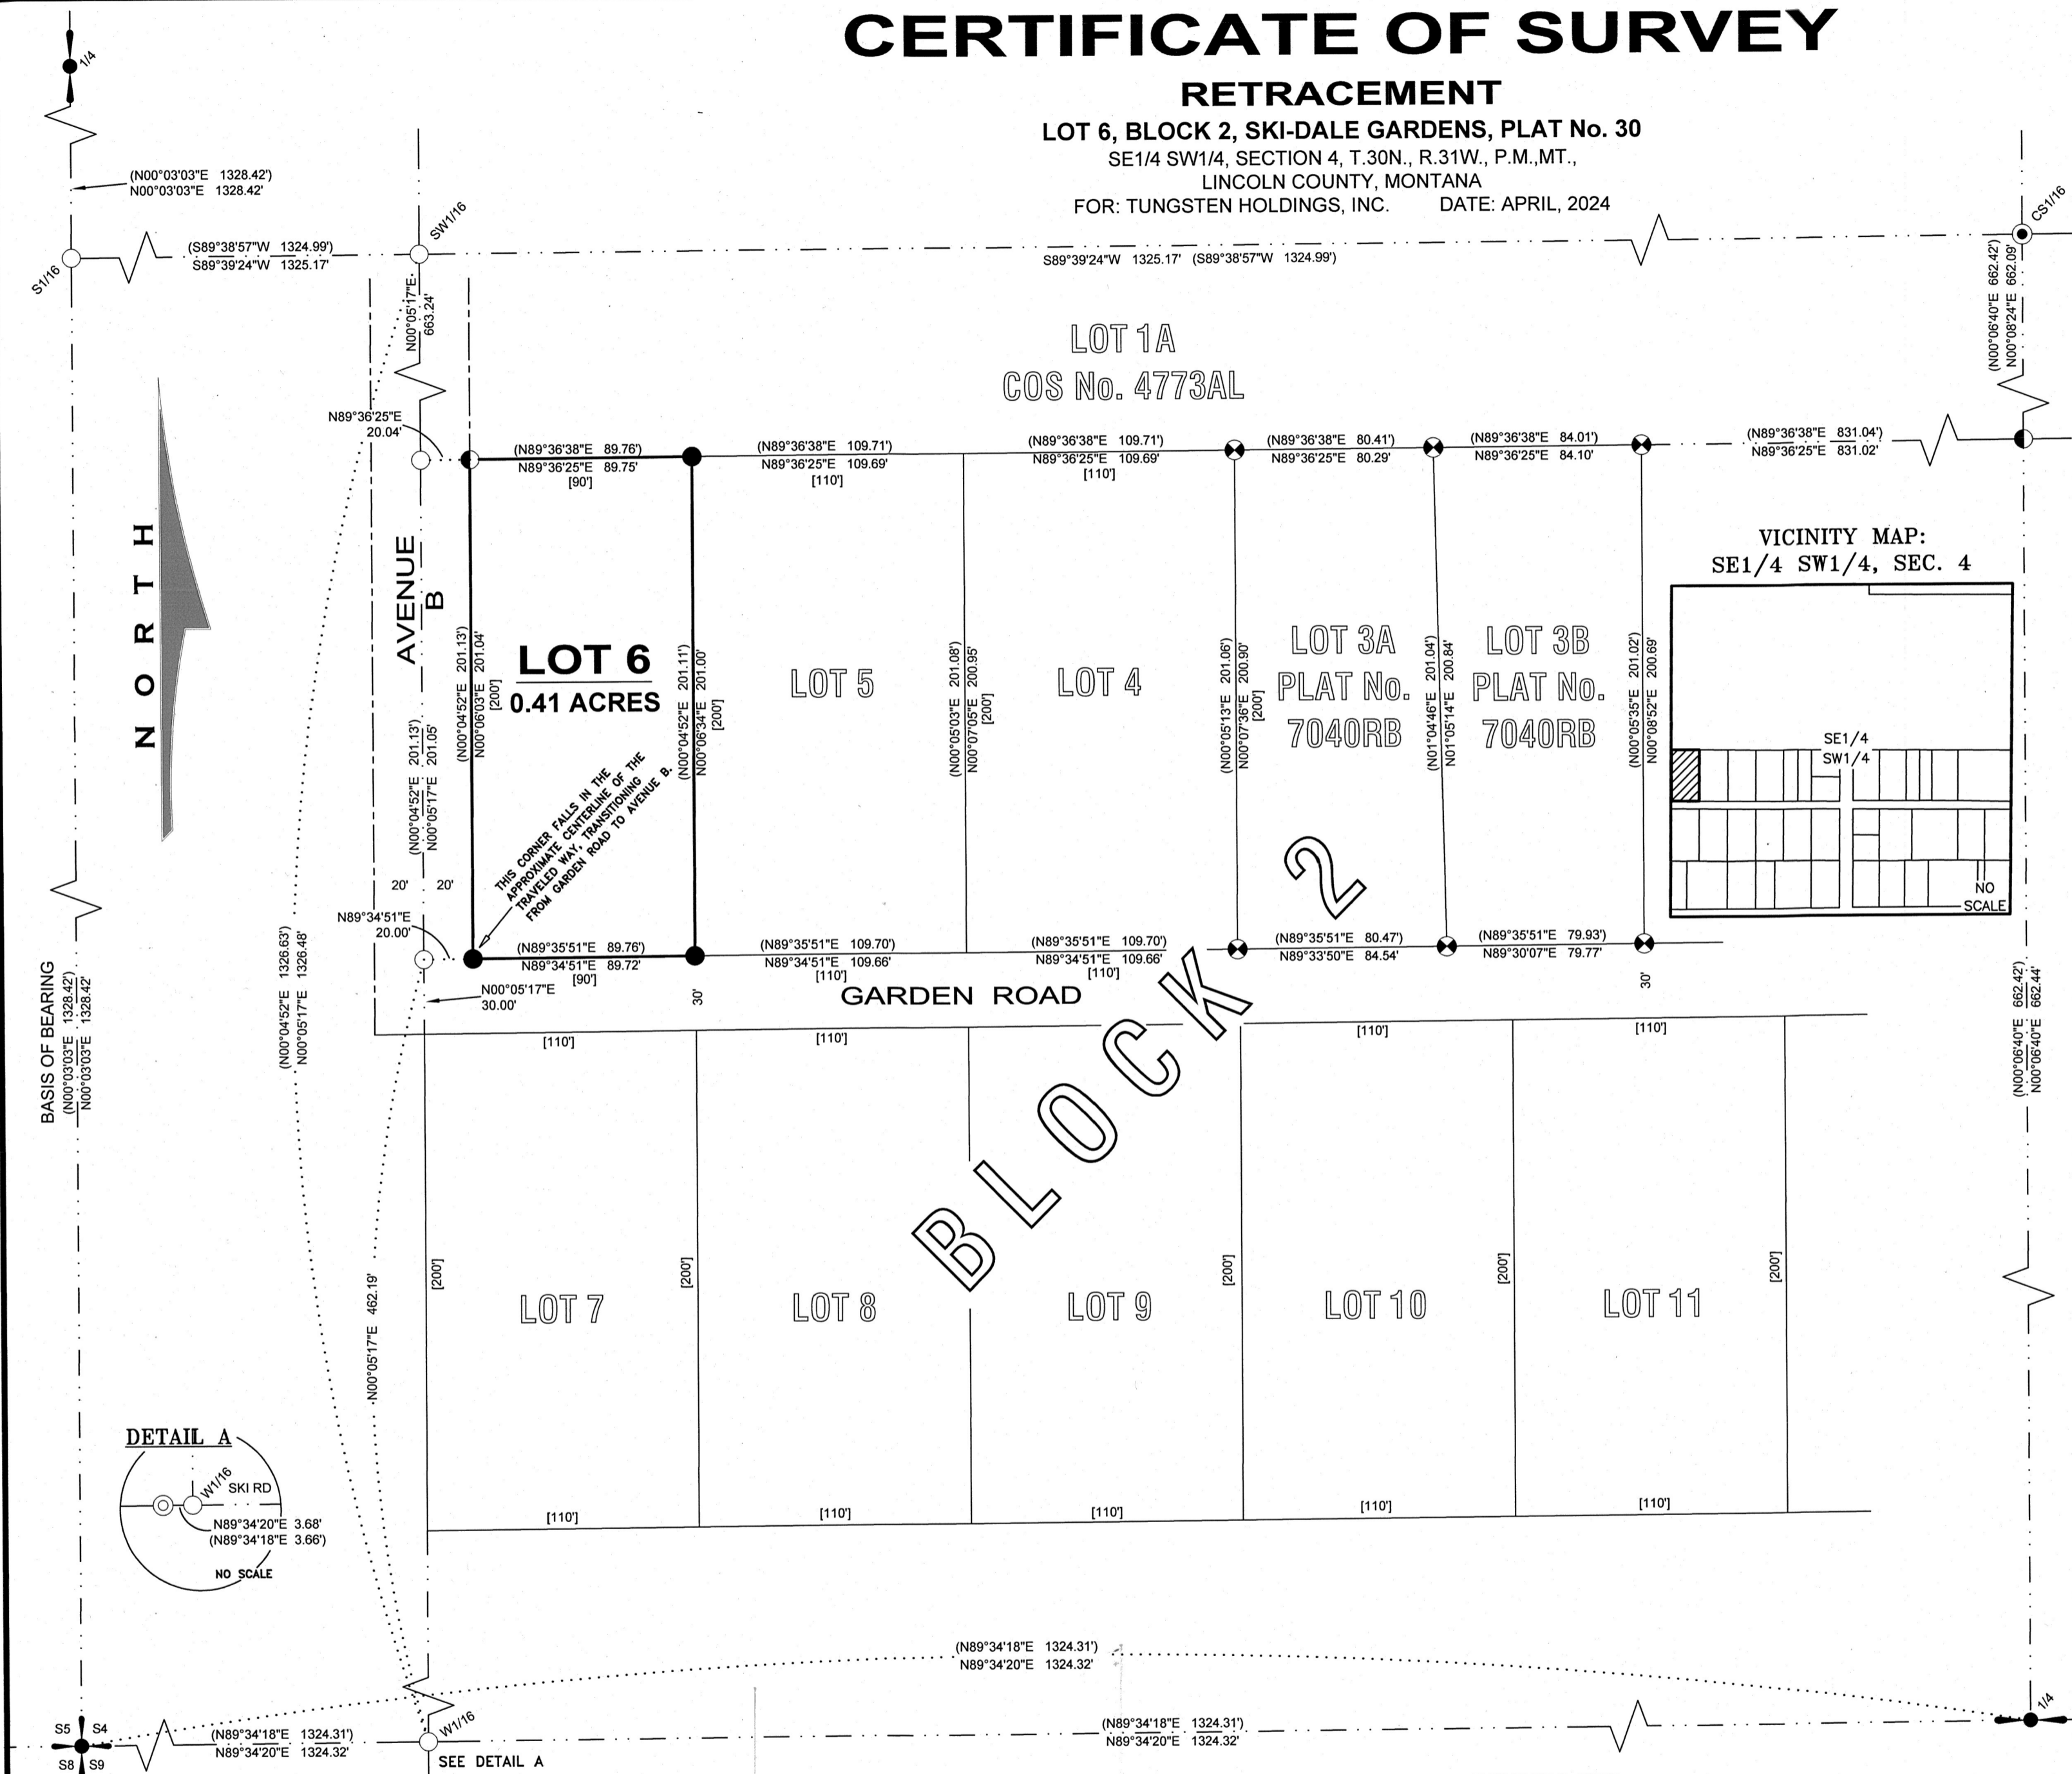 CERTIFICATE OF SURVEY
RETRACEMENT
LOT 6, BLOCK 2, SKI-DALE GARDENS, PLAT No. 30
SE1/4 SW1/4, SECTION 4, T.30N., R.31W., P.M.,MT.,
LINCOLN COUNTY, MONTANA
FOR: TUNGSTEN HOLDINGS, INC. DATE: APRIL, 2024
1/4
(N00°03'03"E 1328.42')
N00°03'03"E 1328.42'
S1/16
(S89°38'57"W 1324.99')
S89°39'24"W 1325.17'
SW1/16
S89°39'24"W 1325.17' (S89°38'57"W 1324.99')
CS1/16
(N00°06'40"E 662.42')
N00°08'24"E 662.09'
N00°05'17"E
663.24'
LOT 1A
COS No. 4773AL
N89°36'25"E
20.04'
(N89°36'38"E 89.76')
N89°36'25"E 89.75'
[90']
(N89°36'38"E 109.71')
N89°36'25"E 109.69'
[110']
(N89°36'38"E 109.71')
N89°36'25"E 109.69'
[110']
(N89°36'38"E 80.41')
N89°36'25"E 80.29'
(N89°36'38"E 84.01')
N89°36'25"E 84.10'
(N89°36'38"E 831.04')
N89°36'25"E 831.02'
NORTH
AVENUE
B
(N00°04'52"E 201.13')
N00°05'17"E 201.05'
(N00°04'52"E 201.13')
N00°06'03"E 201.04'
[200']
LOT 6
0.41 ACRES
(N00°04'52"E 201.11')
N00°06'34"E 201.00'
[200']
LOT 5
(N00°05'03"E 201.08')
N00°07'05"E 200.95'
[200']
LOT 4
(N00°05'13"E 201.06')
N00°07'36"E 200.90'
[200']
LOT 3A
PLAT No.
7040RB
(N01°04'46"E 201.04')
N01°05'14"E 200.84'
LOT 3B
PLAT No.
7040RB
(N00°05'35"E 201.02')
N00°08'52"E 200.69'
VICINITY MAP:
SE1/4 SW1/4, SEC. 4
SE1/4
SW1/4
NO
SCALE
THIS CORNER FALLS IN THE
APPROXIMATE CENTERLINE OF THE
TRAVELED WAY, TRANSITIONING
FROM GARDEN ROAD TO AVENUE B.
20' 20'
N89°34'51"E
20.00'
(N89°35'51"E 89.76')
N89°34'51"E 89.72'
[90']
(N89°35'51"E 109.70')
N89°34'51"E 109.66'
[110']
(N89°35'51"E 109.70')
N89°34'51"E 109.66'
[110']
(N89°35'51"E 80.47')
N89°33'50"E 84.54'
(N89°35'51"E 79.93')
N89°30'07"E 79.77'
N00°05'17"E
30.00'
30'
GARDEN ROAD
30'
BLOCK 2
(N00°04'52"E 1326.63')
N00°05'17"E 1326.48'
BASIS OF BEARING
(N00°03'03"E 1328.42')
N00°03'03"E 1328.42'
(N00°06'40"E 662.42')
N00°06'40"E 662.44'
[110']
[110']
[110']
[110']
N00°05'17"E 462.19'
[200']
LOT 7
[200']
LOT 8
LOT 9
[200']
LOT 10
[200']
LOT 11
[200']
[110']
[110']
[110']
[110']
[110']
DETAIL A
W1/16
SKI RD
N89°34'20"E 3.68'
(N89°34'18"E 3.66')
NO SCALE
(N89°34'18"E 1324.31')
N89°34'20"E 1324.32'
S5 S4
S8 S9
(N89°34'18"E 1324.31')
N89°34'20"E 1324.32'
W1/16
SEE DETAIL A
(N89°34'18"E 1324.31')
N89°34'20"E 1324.32'
1/4